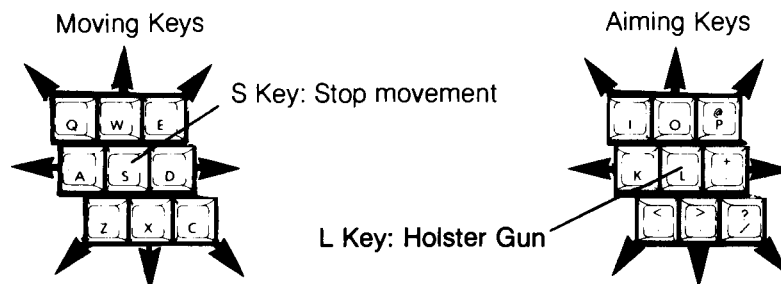 Moving Keys Aiming Keys
S Key: Stop movement
Q W E I O @ P
A S D K L +
L Key: Holster Gun
Z X C < > ? /